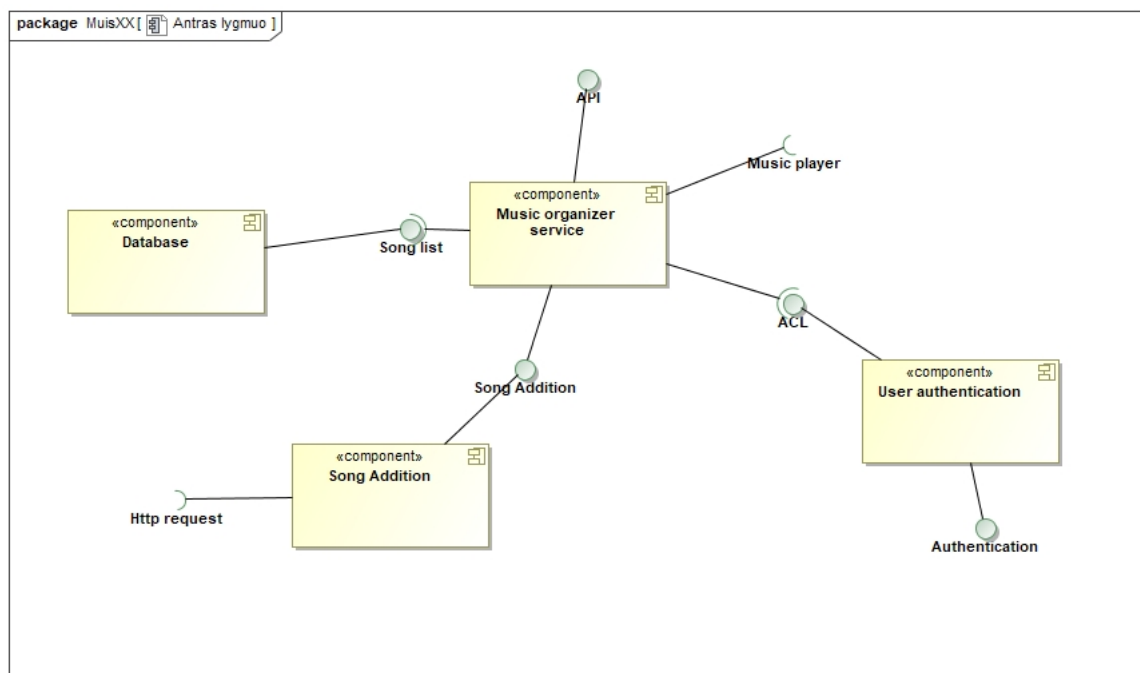 package MuisXX [ Antras lygmuo ]
API
Music player
«component»
Music organizer
service
«component»
Database
Song list
ACL
«component»
User authentication
Song Addition
«component»
Song Addition
Http request
Authentication